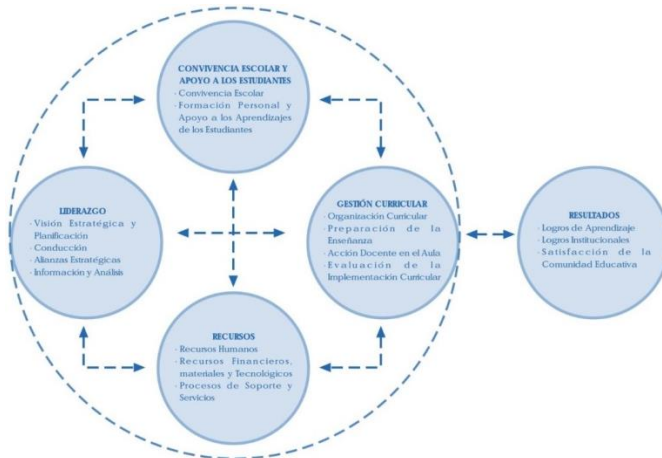 CONVIVENCIA ESCOLAR Y
APOYO A LOS ESTUDIANTES
- Convivencia Escolar
- Formación Personal y
Apoyo a los Aprendizajes
de los Estudiantes
LIDERAZGO
- Visión Estratégica y
Planificación
- Conducción
- Alianzas Estratégicas
- Información y Análisis
GESTIÓN CURRICULAR
- Organización Curricular
- Preparación de la
Enseñanza
- Acción Docente en el Aula
- Evaluación de la
Implementación Curricular
RESULTADOS
- Logros de Aprendizaje
- Logros Institucionales
- Satisfacción de la
Comunidad Educativa
RECURSOS
- Recursos Humanos
- Recursos Financieros,
materiales y Tecnológicos
- Procesos de Soporte y
Servicios